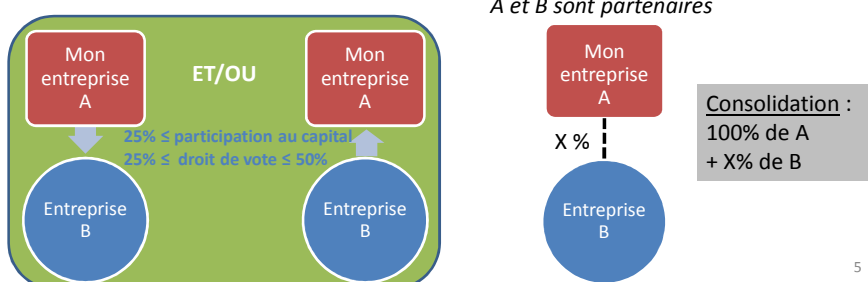 A et B sont partenaires
Mon
entreprise
A
ET/OU
Mon
entreprise
A
25% ≤ participation au capital
25% ≤ droit de vote ≤ 50%
Entreprise
B
Entreprise
B
Mon
entreprise
A
X %
Entreprise
B
Consolidation :
100% de A
+ X% de B
5